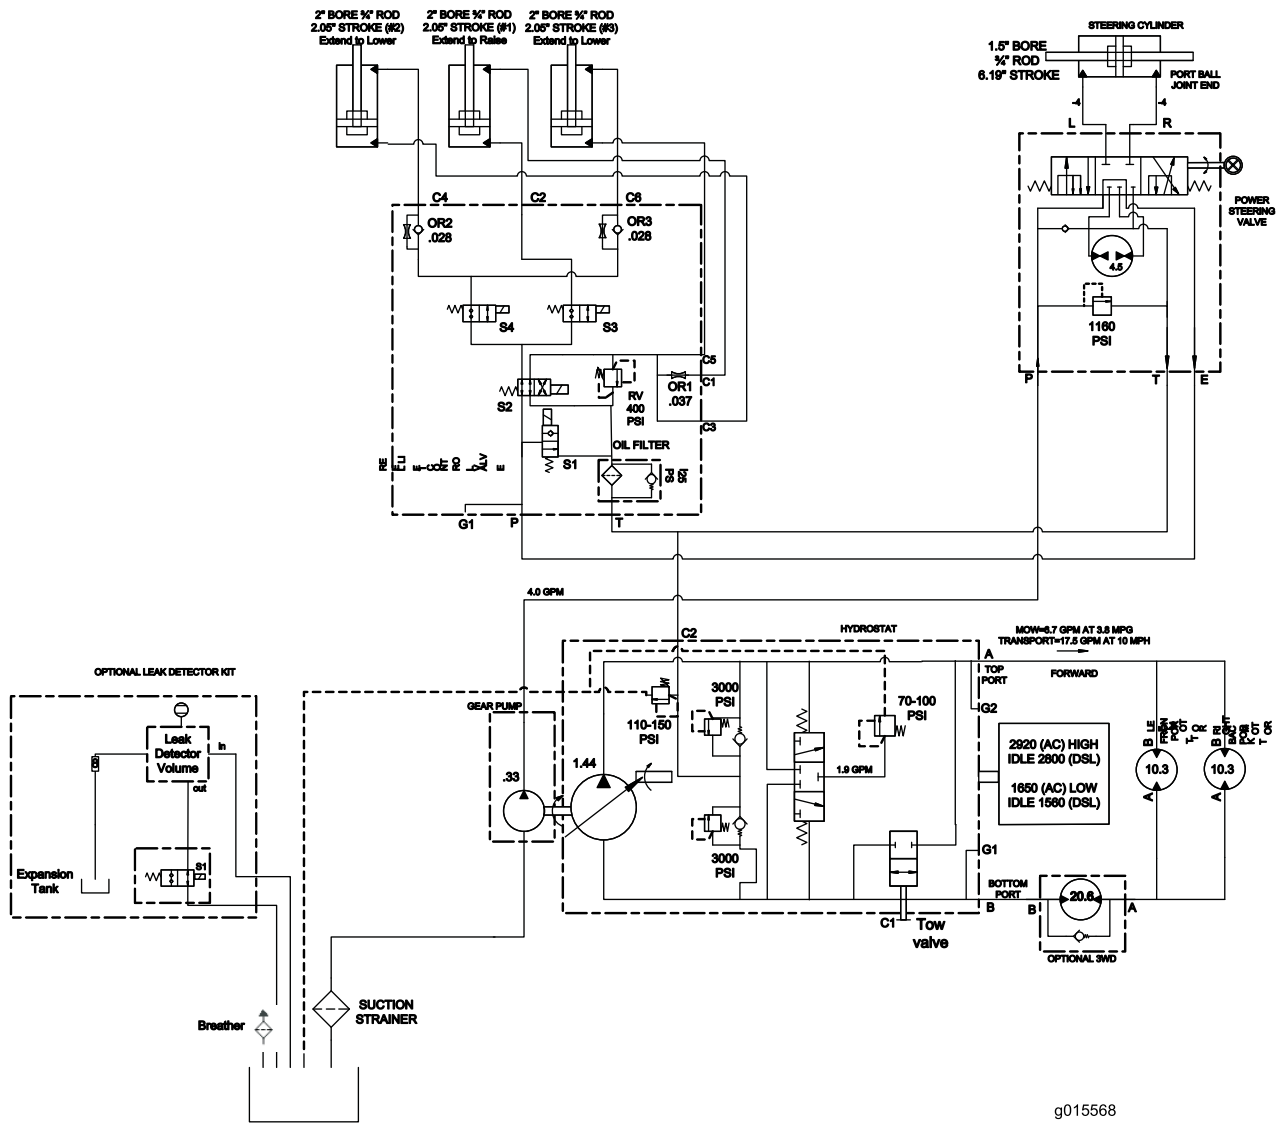 2" BORE ¾" ROD
2.05" STROKE (#2)
Extend to Lower
2" BORE ¾" ROD
2.05" STROKE (#1)
Extend to Raise
2" BORE ¾" ROD
2.05" STROKE (#3)
Extend to Lower
STEERING CYLINDER
1.5" BORE
¾" ROD
6.19" STROKE
PORT BALL
JOINT END
-4
-4
L
R
POWER
STEERING
VALVE
4.5
1160
PSI
P
T
E
C4
C2
C6
OR2
.028
OR3
.028
S4
S3
C5
C1
OR1
.037
S2
RV
400
PSI
C3
OIL FILTER
S1
G1
P
T
4.0 GPM
C2
HYDROSTAT
MOW=6.7 GPM AT 3.8 MPG
TRANSPORT=17.5 GPM AT 10 MPH
A
TOP
PORT
FORWARD
OPTIONAL LEAK DETECTOR KIT
GEAR PUMP
110-150
PSI
3000
PSI
70-100
PSI
G2
Leak
Detector
Volume
in
out
.33
1.44
1.9 GPM
2920 (AC) HIGH
IDLE 2800 (DSL)
1650 (AC) LOW
IDLE 1560 (DSL)
B
10.3
A
B
10.3
A
3000
PSI
G1
Expansion
Tank
S1
BOTTOM
PORT
B
B
20.6
A
C1
Tow
valve
OPTIONAL 3WD
Breather
SUCTION
STRAINER
g015568